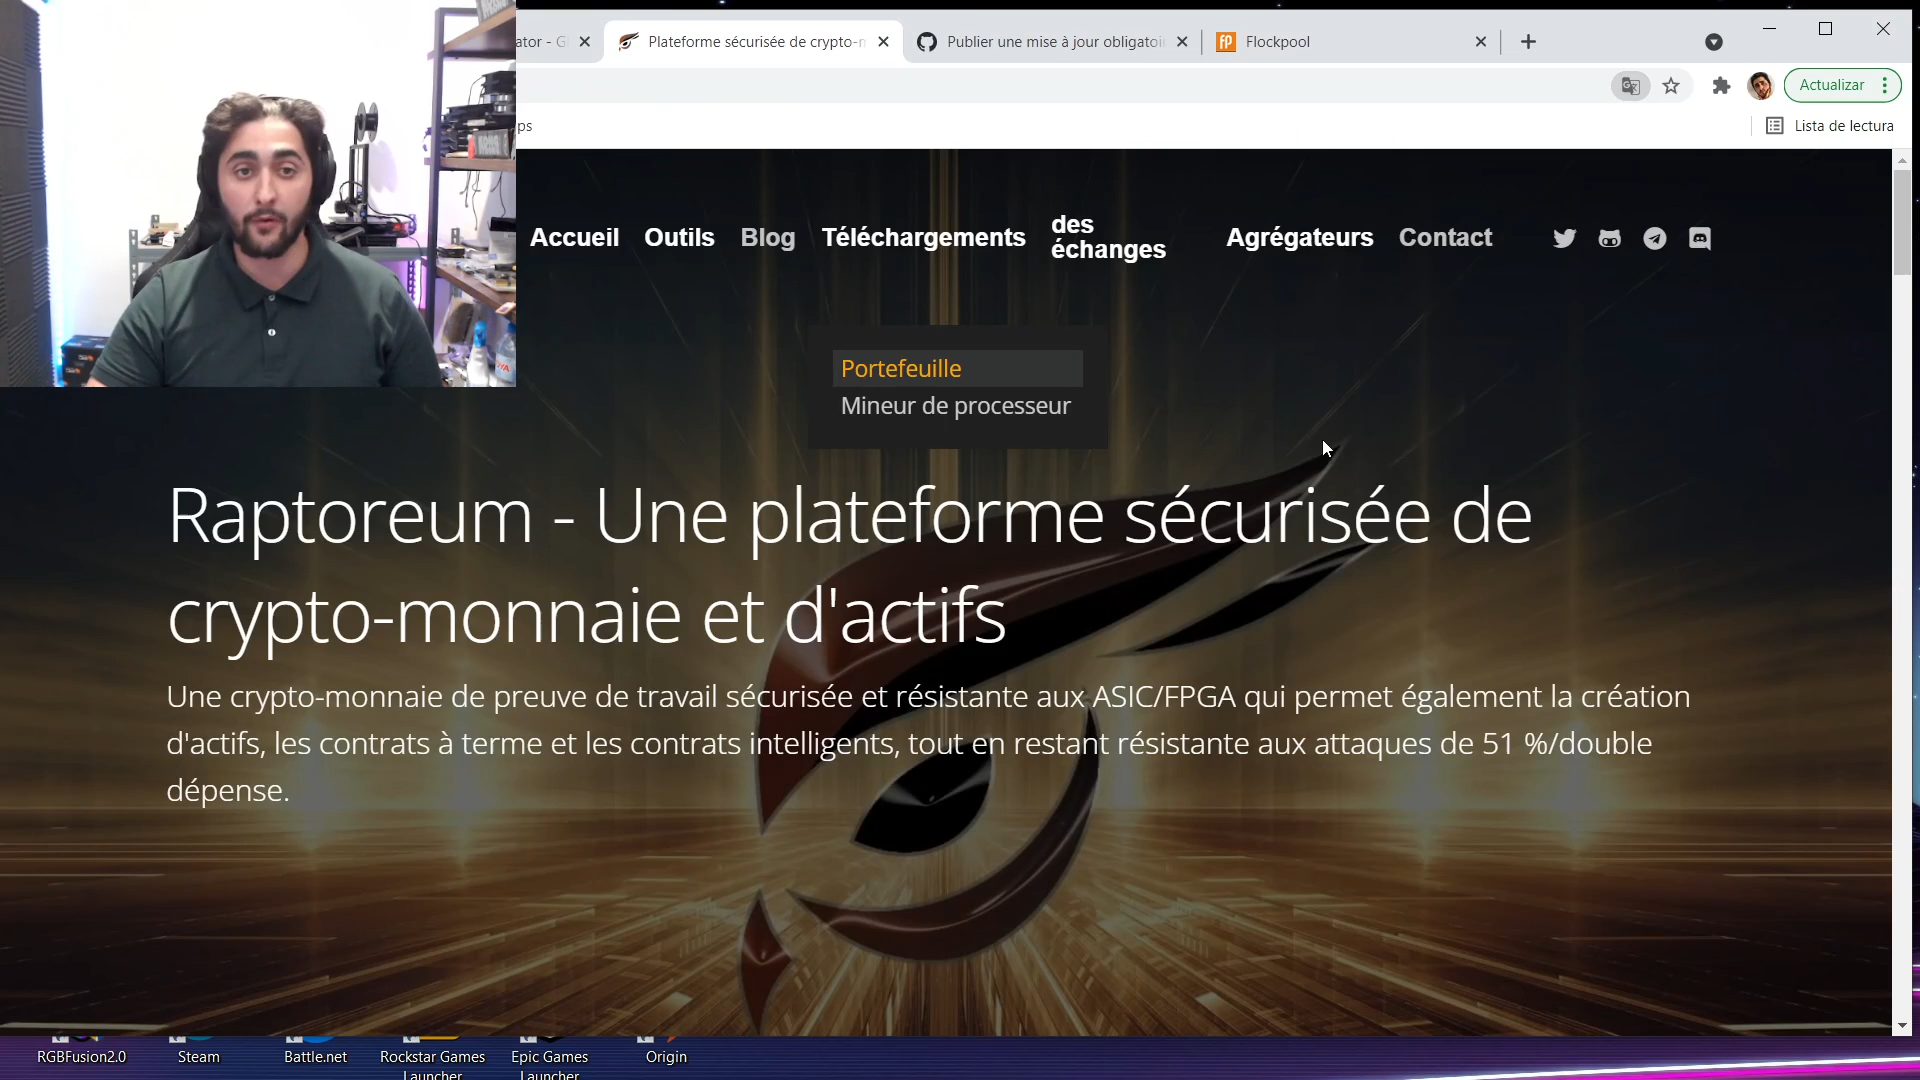 ator - G
Plateforme sécurisée de crypto-m
Publier une mise à jour obligatoi
Flockpool
Actualizar
ps
Lista de lectura
Accueil
Outils
Blog
Téléchargements
des
échanges
Agrégateurs
Contact
Portefeuille
Mineur de processeur
Raptoreum - Une plateforme sécurisée de
crypto-monnaie et d'actifs
Une crypto-monnaie de preuve de travail sécurisée et résistante aux ASIC/FPGA qui permet également la création
d'actifs, les contrats à terme et les contrats intelligents, tout en restant résistante aux attaques de 51 %/double
dépense.
RGBFusion2.0
Steam
Battle.net
Rockstar Games
Launcher
Epic Games
Launcher
Origin